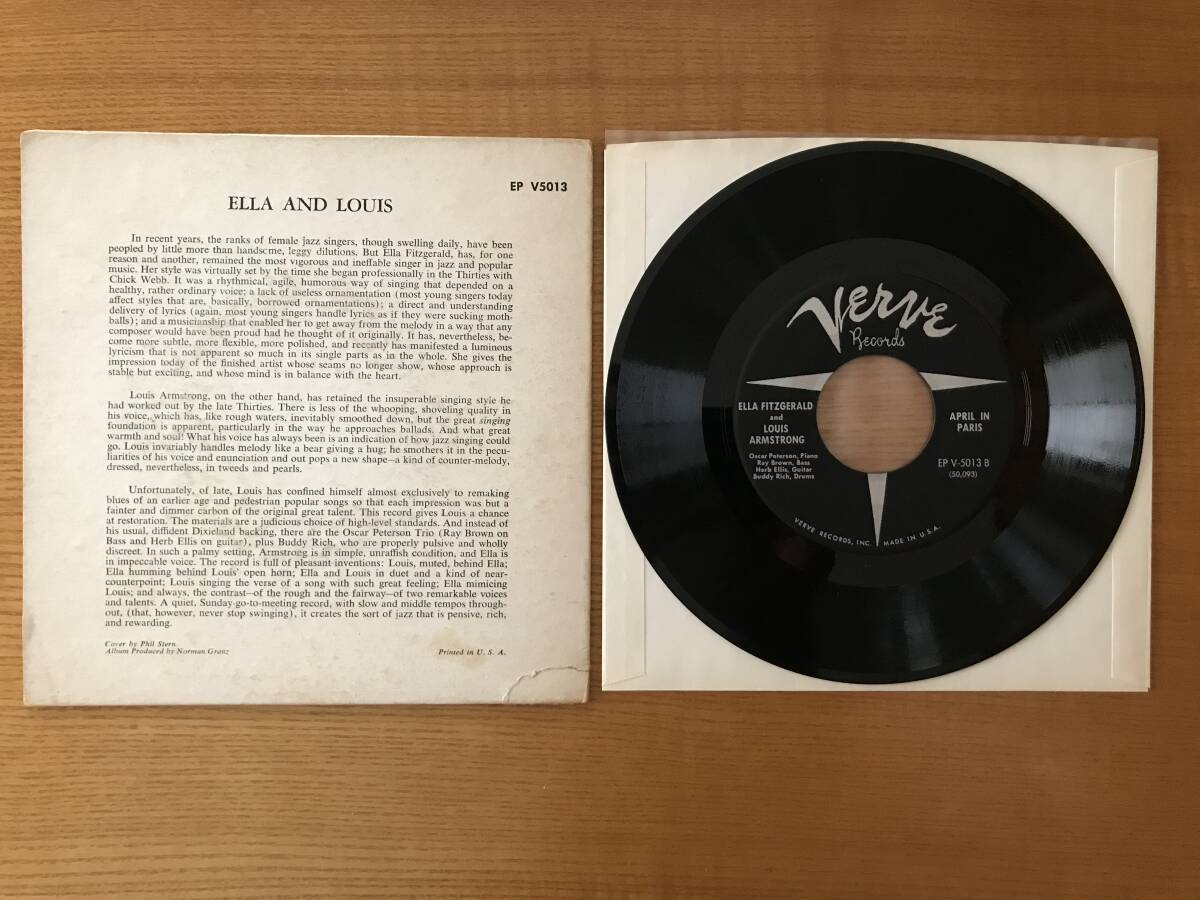 EP V5013
ELLA AND LOUIS
In recent years, the ranks of female jazz singers, though swelling daily, have been
peopled by little more than handsome, leggy dilutions. But Ella Fitzgerald, has, for one
reason and another, remained the most vigorous and ineffable singer in jazz and popular
music. Her style was virtually set by the time she began professionally in the Thirties with
Chick Webb. It was a rhythmical, agile, humorous way of singing that depended on a
healthy, rather ordinary voice; a lack of useless ornamentation (most young singers today
affect styles that are, basically, borrowed ornamentations); a direct and understanding
delivery of lyrics (again, most young singers handle lyrics as if they were sucking moth-
balls); and a musicianship that enabled her to get away from the melody in a way that any
composer would have been proud had he thought of it originally. It has, nevertheless, be-
come more subtle, more flexible, more polished, and recently has manifested a luminous
lyricism that is not apparent so much in its single parts as in the whole. She gives the
impression today of the finished artist whose seams no longer show, whose approach is
stable but exciting, and whose mind is in balance with the heart.
Louis Armstrong, on the other hand, has retained the insuperable singing style he
had worked out by the late Thirties. There is less of the whooping, shoveling quality in
his voice, which has, like rough waters, inevitably smoothed down, but the great singing
foundation is apparent, particularly in the way he approaches ballads. And what great
warmth and soul! What his voice has always been is an indication of how jazz singing could
go. Louis invariably handles melody like a bear giving a hug; he smothers it in the pecu-
liarities of his voice and enunciation and out pops a new shape—a kind of counter-melody,
dressed, nevertheless, in tweeds and pearls.
Unfortunately, of late, Louis has confined himself almost exclusively to remaking
blues of an earlier age and pedestrian popular songs so that each impression was but a
fainter and dimmer carbon of the original great talent. This record gives Louis a chance
at restoration. The materials are a judicious choice of high-level standards. And instead of
his usual, diffident Dixieland backing, there are the Oscar Peterson Trio (Ray Brown on
Bass and Herb Ellis on guitar), plus Buddy Rich, who are properly pulsive and wholly
discreet. In such a palmy setting, Armstrong is in simple, unraffish condition, and Ella is
in impeccable voice. The record is full of pleasant inventions: Louis, muted, behind Ella;
Ella humming behind Louis' open horn; Ella and Louis in duet and a kind of near-
counterpoint; Louis singing the verse of a song with such great feeling; Ella mimicing
Louis; and always, the contrast—of the rough and the fairway—of two remarkable voices
and talents. A quiet, Sunday-go-to-meeting record, with slow and middle tempos through-
out, (that, however, never stop swinging), it creates the sort of jazz that is pensive, rich,
and rewarding.
Cover by Phil Stern
Album Produced by Norman Granz
Printed in U. S. A.
Verve
Records
ELLA FITZGERALD
and
LOUIS
ARMSTRONG
Oscar Peterson, Piano
Ray Brown, Bass
Herb Ellis, Guitar
Buddy Rich, Drums
APRIL IN
PARIS
EP V-5013 B
(50,093)
VERVE RECORDS, INC. MADE IN U.S.A.